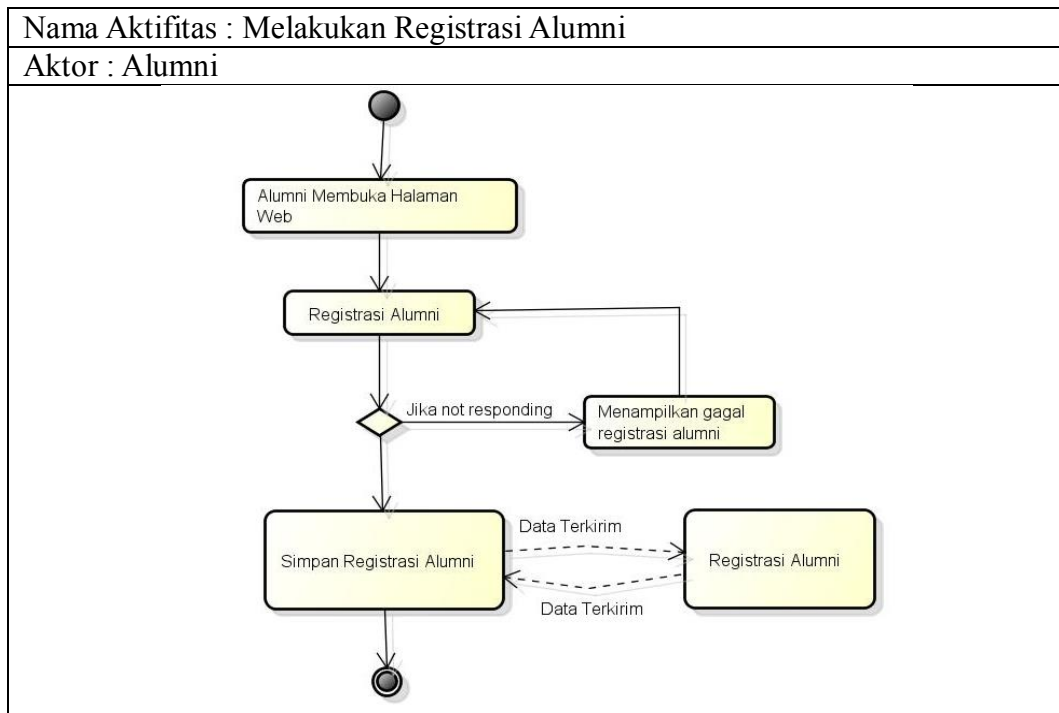 Nama Aktifitas : Melakukan Registrasi Alumni
Aktor : Alumni
Alumni Membuka Halaman
Web
Registrasi Alumni
Jika not responding
Menampilkan gagal
registrasi alumni
Simpan Registrasi Alumni
Data Terkirim
Registrasi Alumni
Data Terkirim